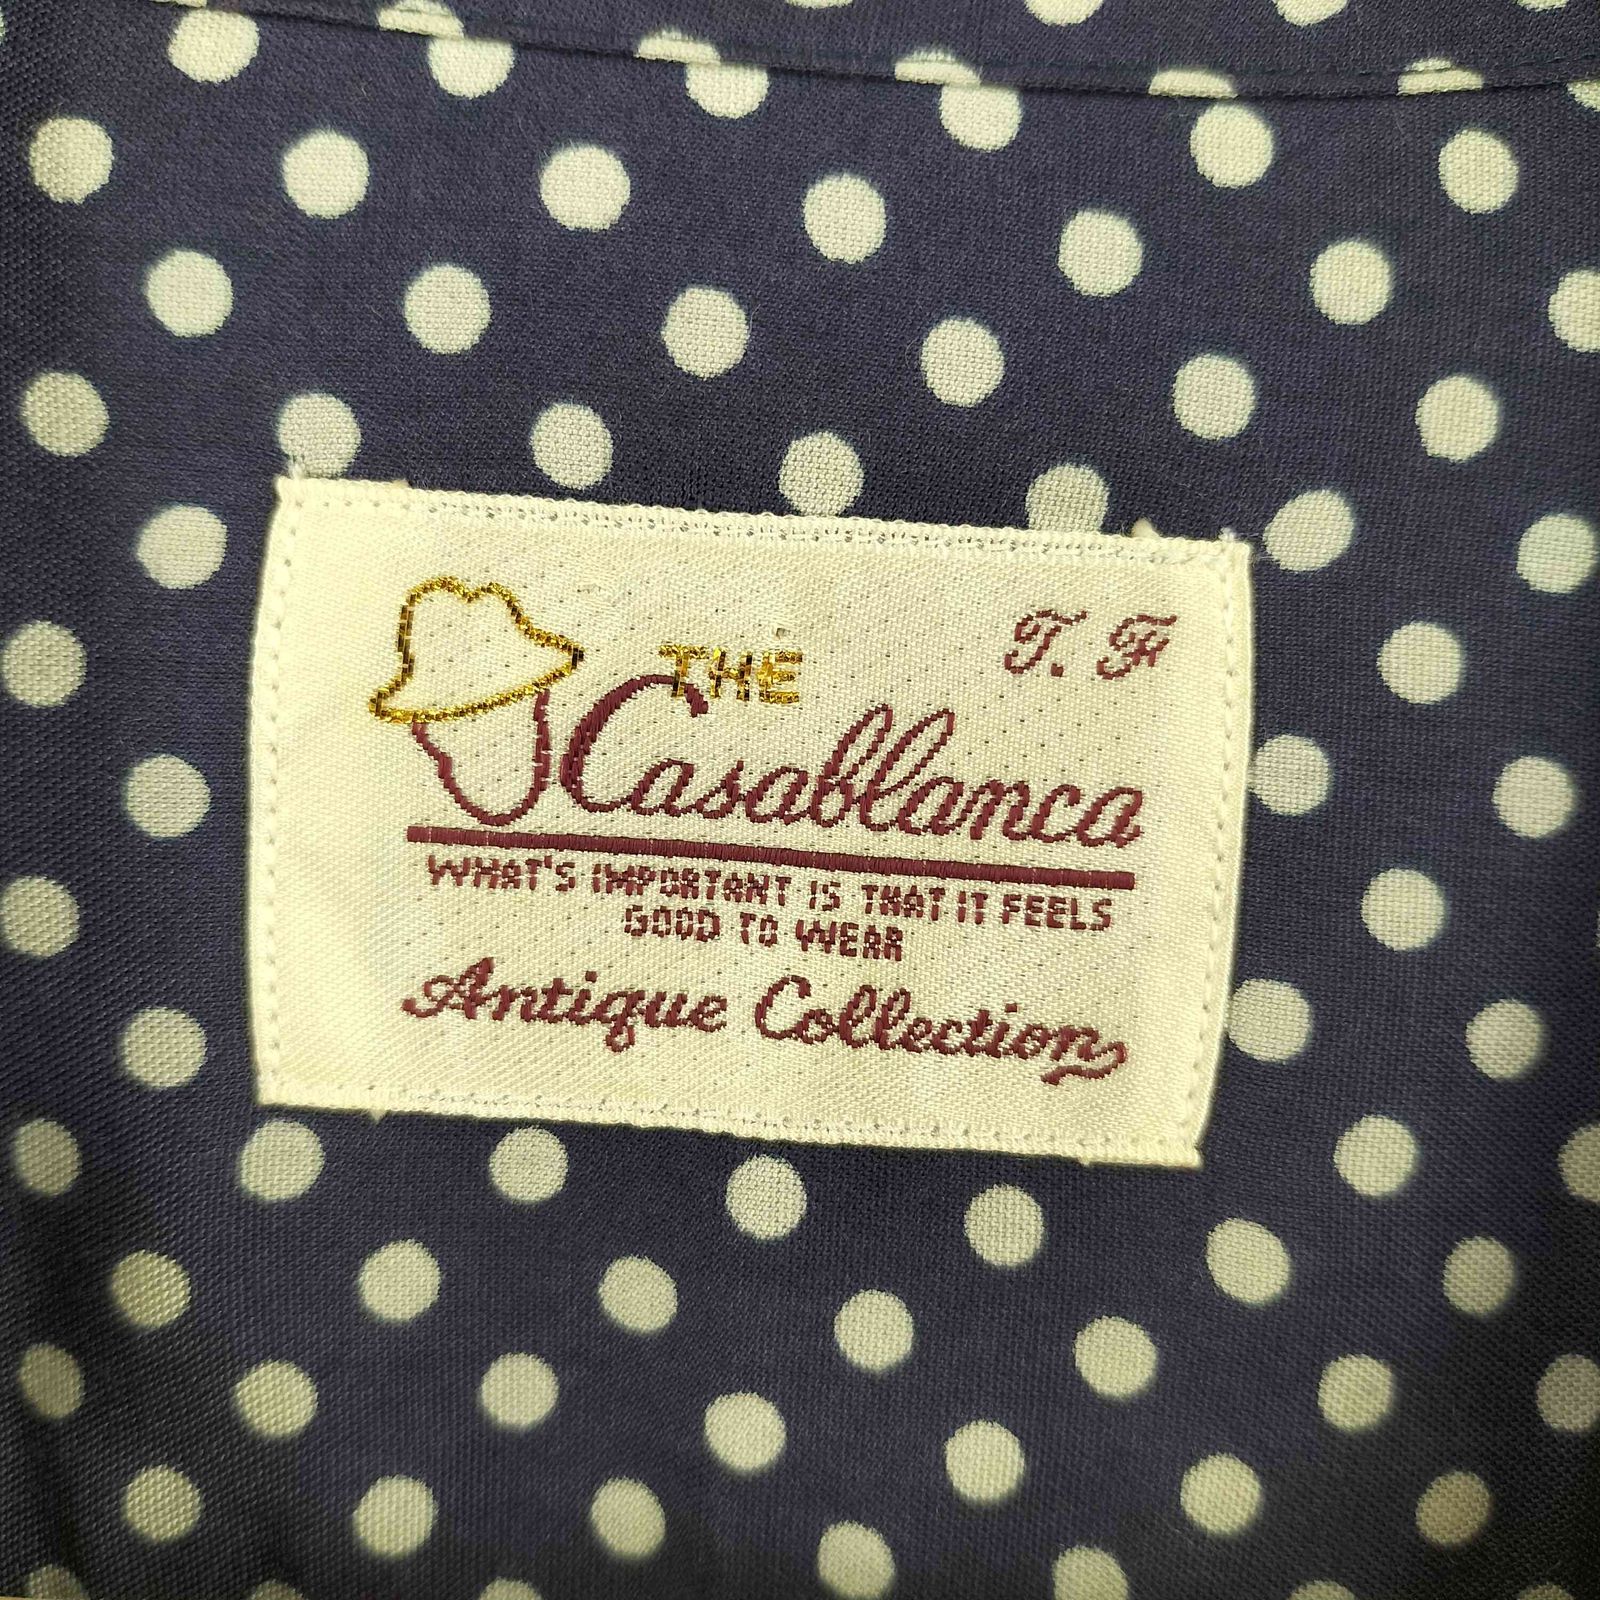 T. F
THE
Casablanca
WHAT'S IMPORTANT IS THAT IT FEELS
GOOD TO WEAR
Antique Collection